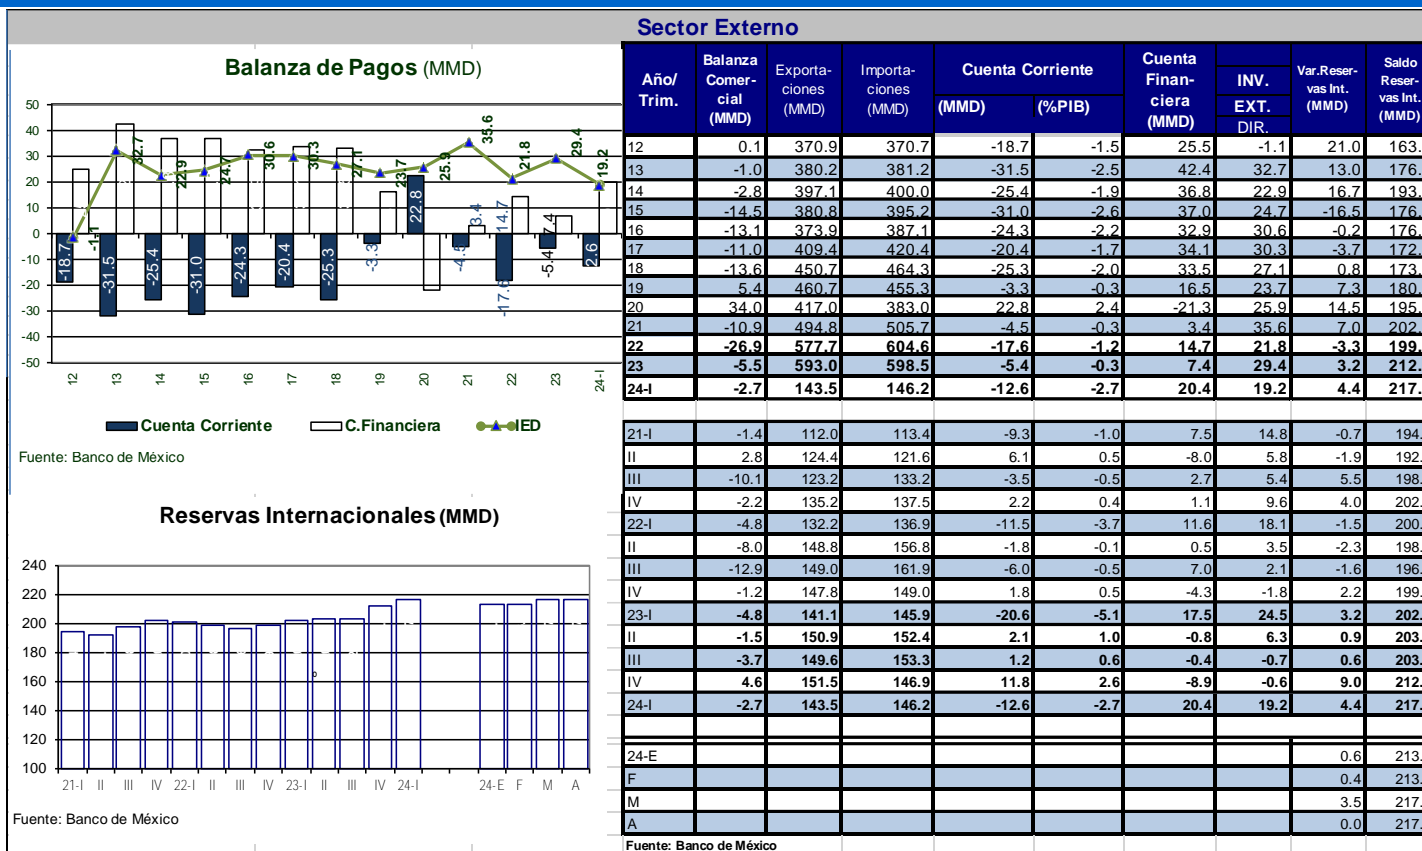 Sector Externo
Balanza de Pagos (MMD)
50
40
30
20
10
0
-10
-20
-30
-40
-50
-18.7
-31.5
-25.4
-31.0
-24.3
-20.4
-25.3
-3.3
22.8
-4.5
-17.6
-5.4
2.6
3.4
14.7
7.4
-1.1
32.7
22.9
24.7
30.6
30.3
27.1
23.7
25.9
35.6
21.8
29.4
19.2
12 13 14 15 16 17 18 19 20 21 22 23 24-I
Cuenta Corriente C.Financiera IED
Fuente: Banco de México
Reservas Internacionales (MMD)
240
220
200
180
160
140
120
100
21-I II III IV 22-1 II III IV 23-1 II III IV 24-I 24-E F M A
Fuente: Banco de México
Año/ Trim.
Balanza Comer- cial (MMD)
Exporta- ciones (MMD)
Importa- ciones (MMD)
Cuenta Corriente
(MMD) (%PIB)
Cuenta Finan- ciera (MMD)
INV. EXT. DIR.
Var.Reser- vas Int. (MMD)
Saldo Reser- vas Int. (MMD)
12 0.1 370.9 370.7 -18.7 -1.5 25.5 -1.1 21.0 163.
13 -1.0 380.2 381.2 -31.5 -2.5 42.4 32.7 13.0 176.
14 -2.8 397.1 400.0 -25.4 -1.9 36.8 22.9 16.7 193.
15 -14.5 380.8 395.2 -31.0 -2.6 37.0 24.7 -16.5 176.
16 -13.1 373.9 387.1 -24.3 -2.2 32.9 30.6 -0.2 176.
17 -11.0 409.4 420.4 -20.4 -1.7 34.1 30.3 -3.7 172.
18 -13.6 450.7 464.3 -25.3 -2.0 33.5 27.1 0.8 173.
19 5.4 460.7 455.3 -3.3 -0.3 16.5 23.7 7.3 180.
20 34.0 417.0 383.0 22.8 2.4 -21.3 25.9 14.5 195.
21 -10.9 494.8 505.7 -4.5 -0.3 3.4 35.6 7.0 202.
22 -26.9 577.7 604.6 -17.6 -1.2 14.7 21.8 -3.3 199.
23 -5.5 593.0 598.5 -5.4 -0.3 7.4 29.4 3.2 212.
24-I -2.7 143.5 146.2 -12.6 -2.7 20.4 19.2 4.4 217.
21-I -1.4 112.0 113.4 -9.3 -1.0 7.5 14.8 -0.7 194.
II 2.8 124.4 121.6 6.1 0.5 -8.0 5.8 -1.9 192.
III -10.1 123.2 133.2 -3.5 -0.5 2.7 5.4 5.5 198.
IV -2.2 135.2 137.5 2.2 0.4 1.1 9.6 4.0 202.
22-I -4.8 132.2 136.9 -11.5 -3.7 11.6 18.1 -1.5 200.
II -8.0 148.8 156.8 -1.8 -0.1 0.5 3.5 -2.3 198.
III -12.9 149.0 161.9 -6.0 -0.5 7.0 2.1 -1.6 196.
IV -1.2 147.8 149.0 1.8 0.5 -4.3 -1.8 2.2 199.
23-I -4.8 141.1 145.9 -20.6 -5.1 17.5 24.5 3.2 202.
II -1.5 150.9 152.4 2.1 1.0 -0.8 6.3 0.9 203.
III -3.7 149.6 153.3 1.2 0.6 -0.4 -0.7 0.6 203.
IV 4.6 151.5 146.9 11.8 2.6 -8.9 -0.6 9.0 212.
24-I -2.7 143.5 146.2 -12.6 -2.7 20.4 19.2 4.4 217.
24-E 0.6 213.
F 0.4 213.
M 3.5 217.
A 0.0 217.
Fuente: Banco de México